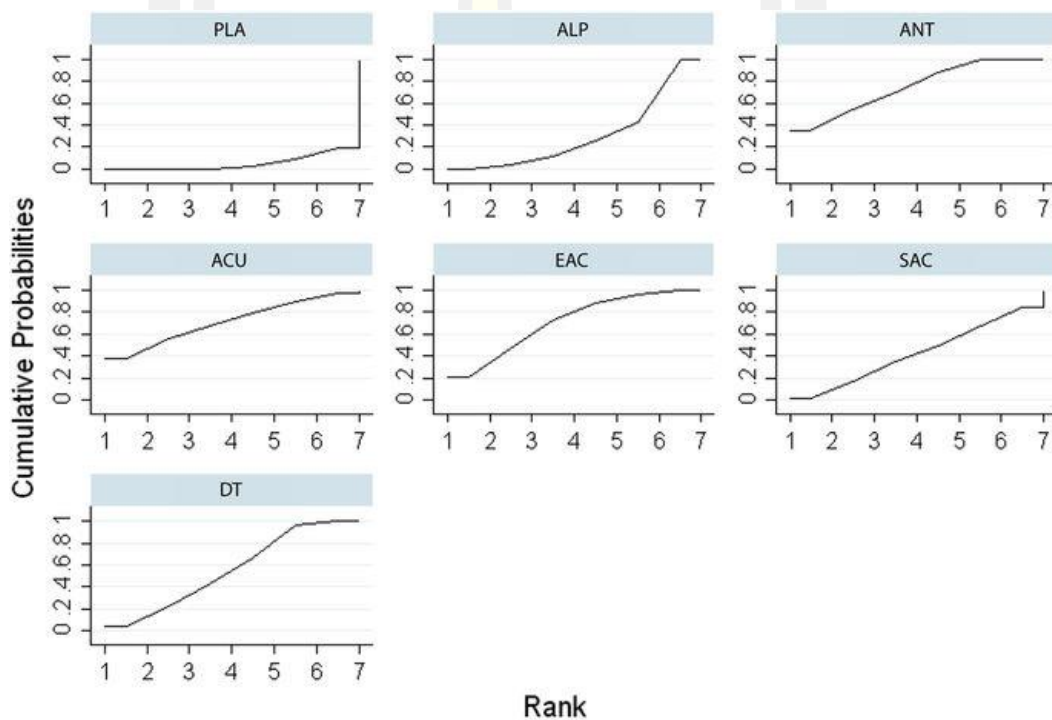 PLA
ALP
ANT
0 .2 .4 .6 .8 1
0 .2 .4 .6 .8 1
0 .2 .4 .6 .8 1
1 2 3 4 5 6 7
1 2 3 4 5 6 7
1 2 3 4 5 6 7
Cumulative Probabilities
ACU
EAC
SAC
0 .2 .4 .6 .8 1
0 .2 .4 .6 .8 1
0 .2 .4 .6 .8 1
1 2 3 4 5 6 7
1 2 3 4 5 6 7
1 2 3 4 5 6 7
DT
0 .2 .4 .6 .8 1
1 2 3 4 5 6 7
Rank